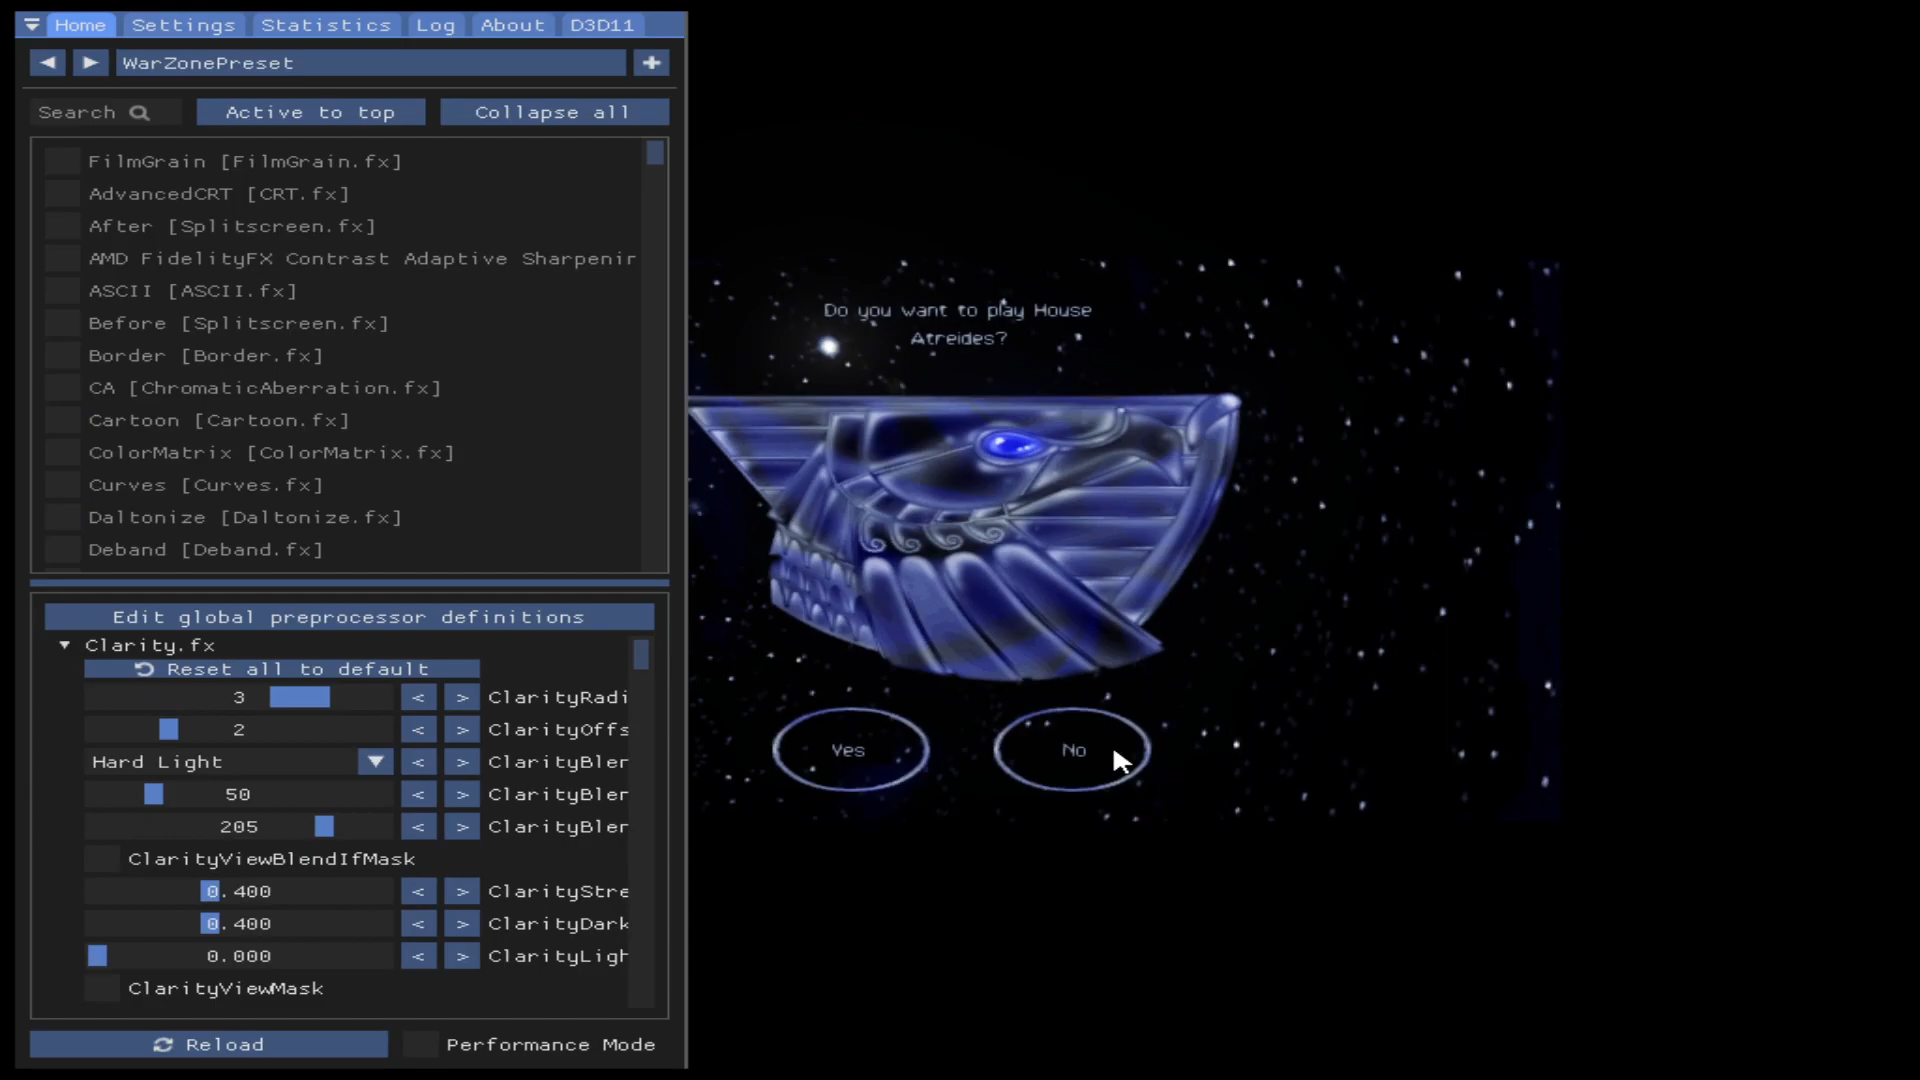 Home Settings Statistics Log About D3D11
WarZonePreset
Search Active to top Collapse all
FilmGrain [FilmGrain.fx]
AdvancedCRT [CRT.fx]
After [Splitscreen.fx]
AMD FidelityFX Contrast Adaptive Sharpenir
ASCII [ASCII.fx]
Before [Splitscreen.fx]
Border [Border.fx]
CA [ChromaticAberration.fx]
Cartoon [Cartoon.fx]
ColorMatrix [ColorMatrix.fx]
Curves [Curves.fx]
Daltonize [Daltonize.fx]
Deband [Deband.fx]
Edit global preprocessor definitions
Clarity.fx
Reset all to default
3 < > ClarityRadi
2 < > ClarityOffs
Hard Light < > ClarityBler
50 < > ClarityBler
205 < > ClarityBler
ClarityViewBlendIfMask
0.400 < > ClarityStre
0.400 < > ClarityDark
0.000 < > ClarityLigh
ClarityViewMask
Reload Performance Mode
Do you want to play House
Atreides?
Yes No